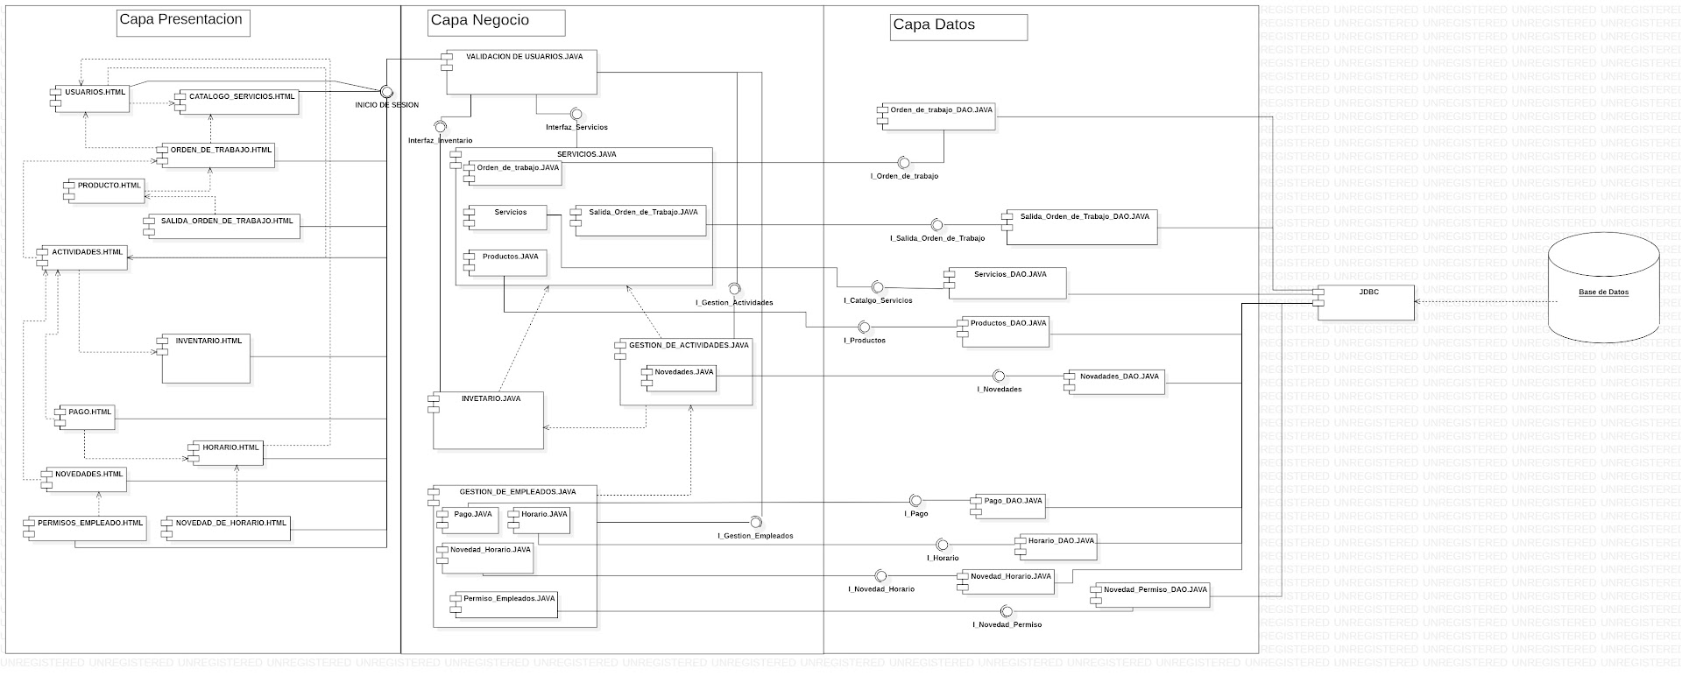 Capa Presentacion
USUARIOS.HTML
CATALOGO_SERVICIOS.HTML
INICIO DE SESION
ORDEN_DE_TRABAJO.HTML
PRODUCTO.HTML
SALIDA_ORDEN_DE_TRABAJO.HTML
ACTIVIDADES.HTML
INVENTARIO.HTML
PAGO.HTML
HORARIO.HTML
NOVEDADES.HTML
PERMISOS_EMPLEADO.HTML
NOVEDAD_DE_HORARIO.HTML
Capa Negocio
VALIDACION DE USUARIOS.JAVA
Interfaz_Servicios
Interfaz_Inventario
SERVICIOS.JAVA
Orden_de_trabajo.JAVA
Servicios
Salida_Orden_de_Trabajo.JAVA
Productos.JAVA
I_Gestion_Actividades
GESTION_DE_ACTIVIDADES.JAVA
Novedades.JAVA
INVETARIO.JAVA
GESTION_DE_EMPLEADOS.JAVA
Pago.JAVA
Horario.JAVA
I_Gestion_Empleados
Novedad_Horario.JAVA
Permiso_Empleados.JAVA
Capa Datos
Orden_de_trabajo_DAO.JAVA
I_Orden_de_trabajo
Salida_Orden_de_Trabajo_DAO.JAVA
I_Salida_Orden_de_Trabajo
Servicios_DAO.JAVA
I_Catalgo_Servicios
Productos_DAO.JAVA
I_Productos
Novadades_DAO.JAVA
I_Novedades
Pago_DAO.JAVA
I_Pago
Horario_DAO.JAVA
I_Horario
Novedad_Horario.JAVA
I_Novedad_Horario
Novedad_Permiso_DAO.JAVA
I_Novedad_Permiso
JDBC
Base de Datos
UNREGISTERED UNREGISTERED UNREGISTERED UNREGISTERED UNREGISTERED